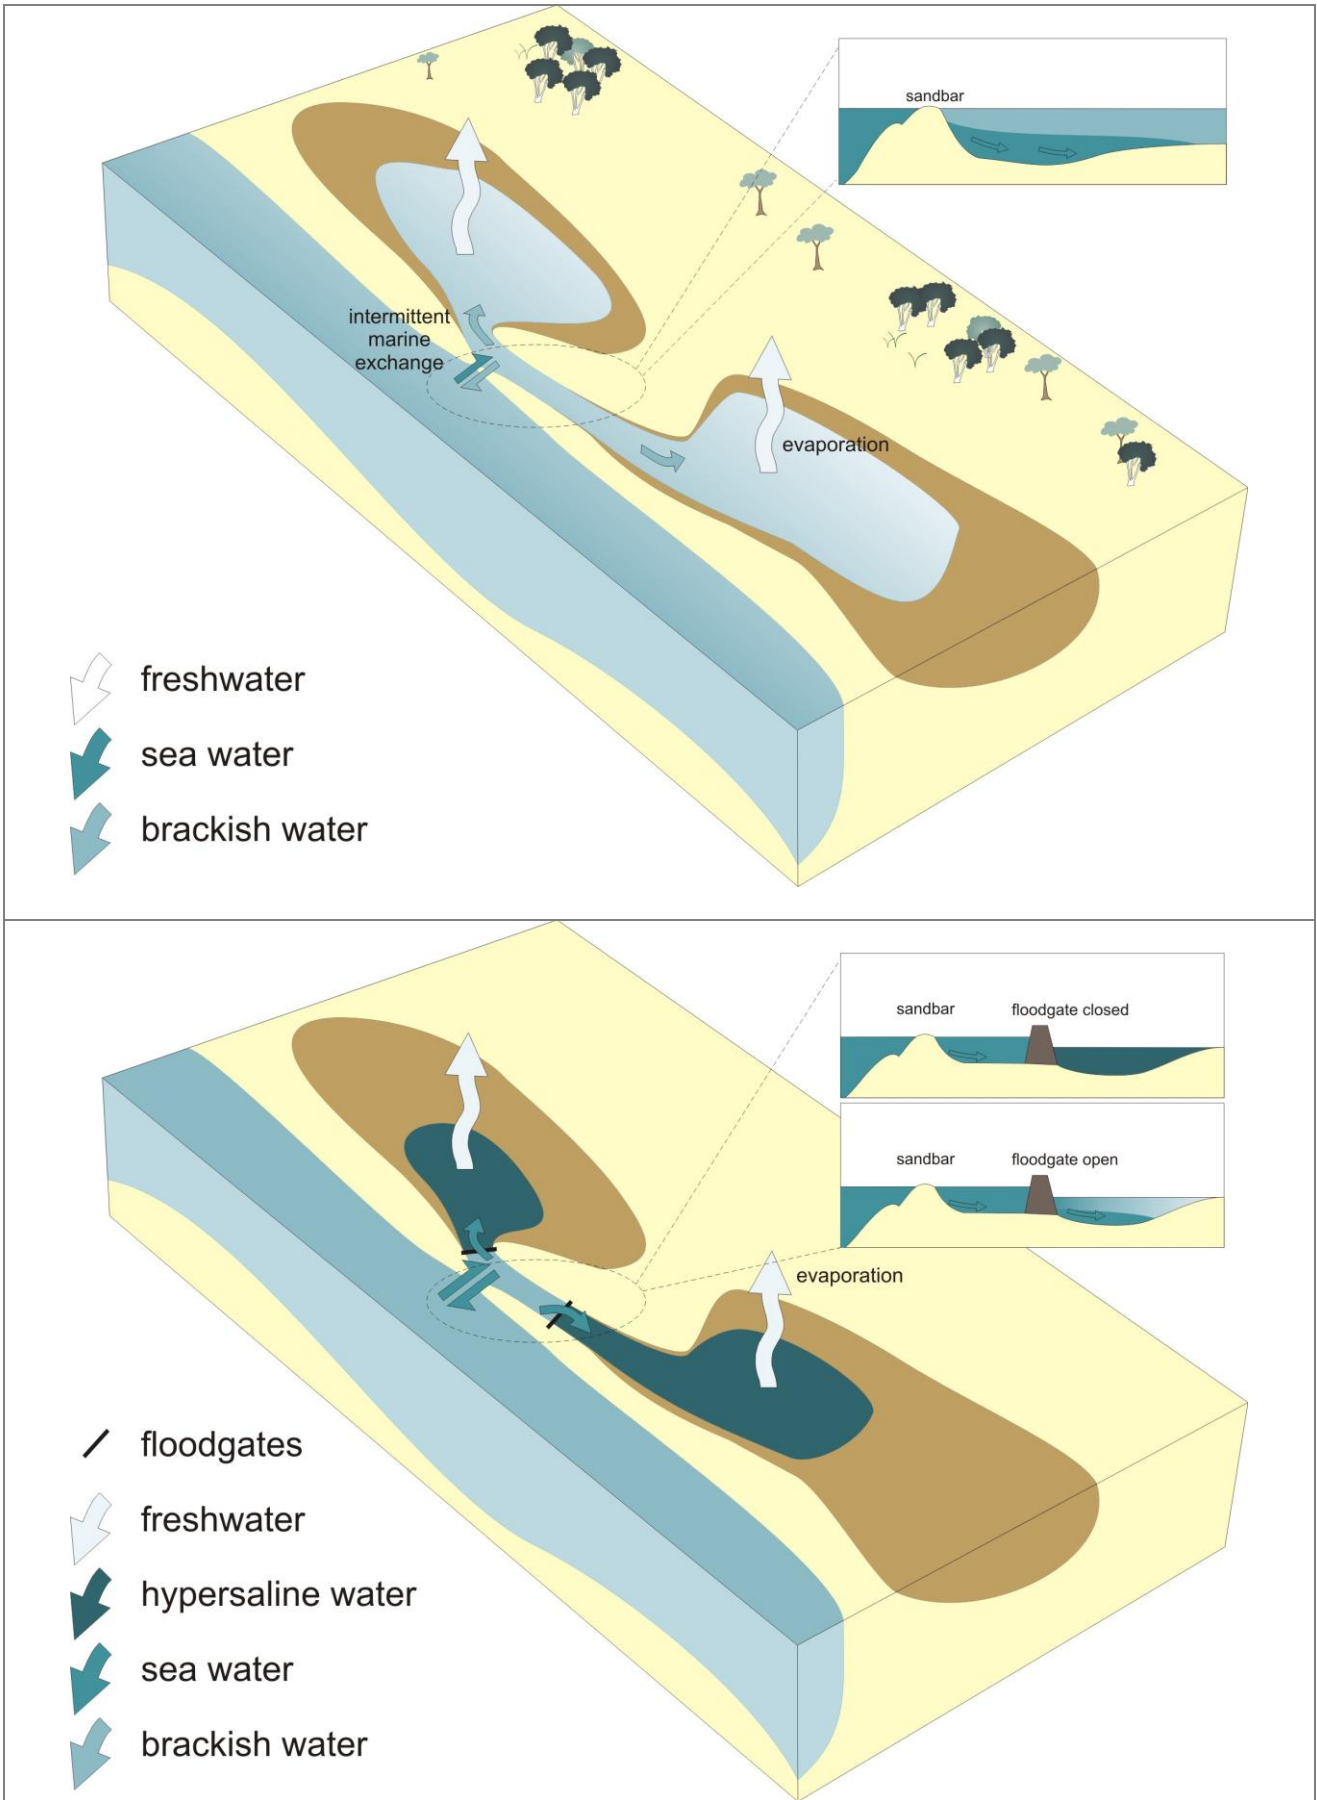 sandbar
intermittent
marine
exchange
evaporation
freshwater
sea water
brackish water
sandbar
floodgate closed
sandbar
floodgate open
evaporation
floodgates
freshwater
hypersaline water
sea water
brackish water